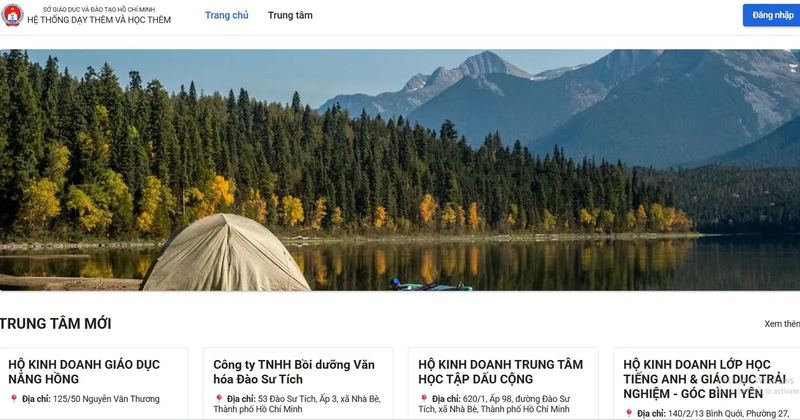 SỞ GIÁO DỤC VÀ ĐÀO TẠO HỒ CHÍ MINH
HỆ THỐNG DẠY THÊM VÀ HỌC THÊM
Trang chủ
Trung tâm
Đăng nhập
TRUNG TÂM MỚI
Xem thêm
HỘ KINH DOANH GIÁO DỤC
NẮNG HỒNG
Địa chỉ: 125/50 Nguyễn Văn Thương
Công ty TNHH Bồi dưỡng Văn
hóa Đào Sư Tích
Địa chỉ: 53 Đào Sư Tích, Ấp 3, xã Nhà Bè,
Thành phố Hồ Chí Minh
HỘ KINH DOANH TRUNG TÂM
HỌC TẬP DẤU CỘNG
Địa chỉ: 620/1, Ấp 98, đường Đào Sư
Tích, xã Nhà Bè, Thành phố Hồ Chí Minh
HỘ KINH DOANH LỚP HỌC
TIẾNG ANH & GIÁO DỤC TRẢI
NGHIỆM - GÓC BÌNH YÊN
Địa chỉ: 140/2/13 Bình Quới, Phường 27,